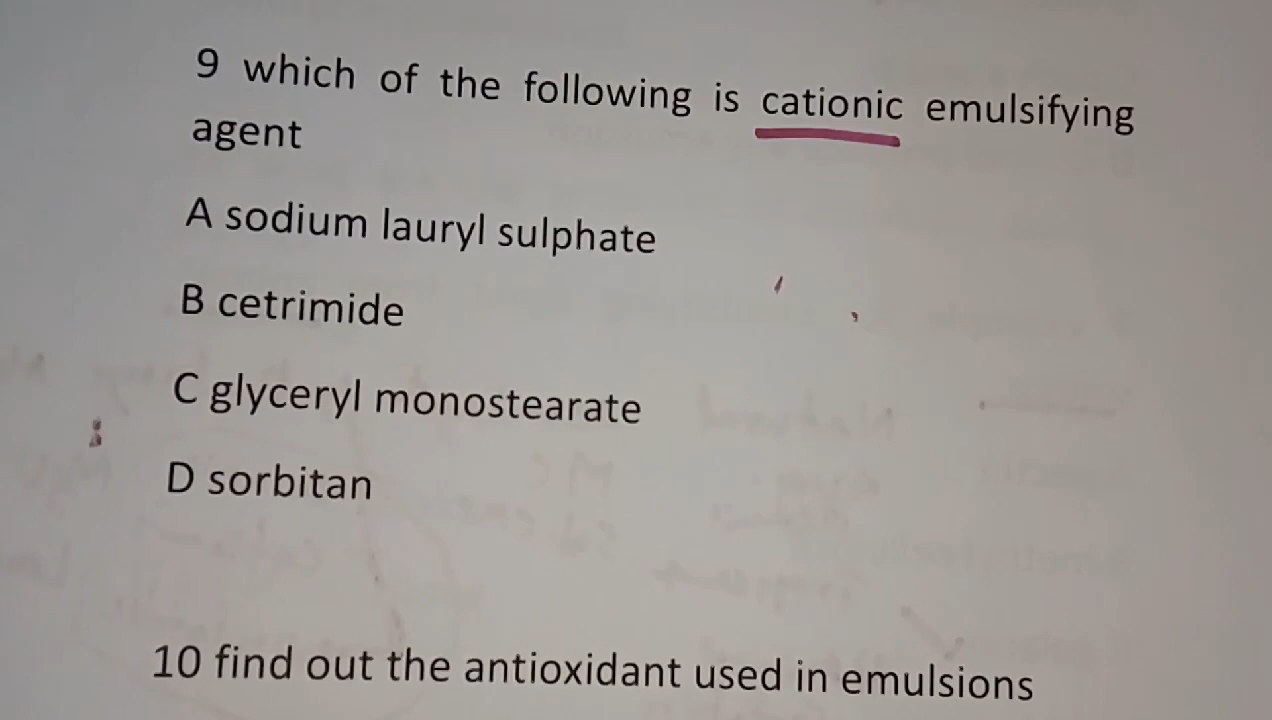 9 which of the following is cationic emulsifying
agent
A sodium lauryl sulphate
B cetrimide
C glyceryl monostearate
D sorbitan
10 find out the antioxidant used in emulsions